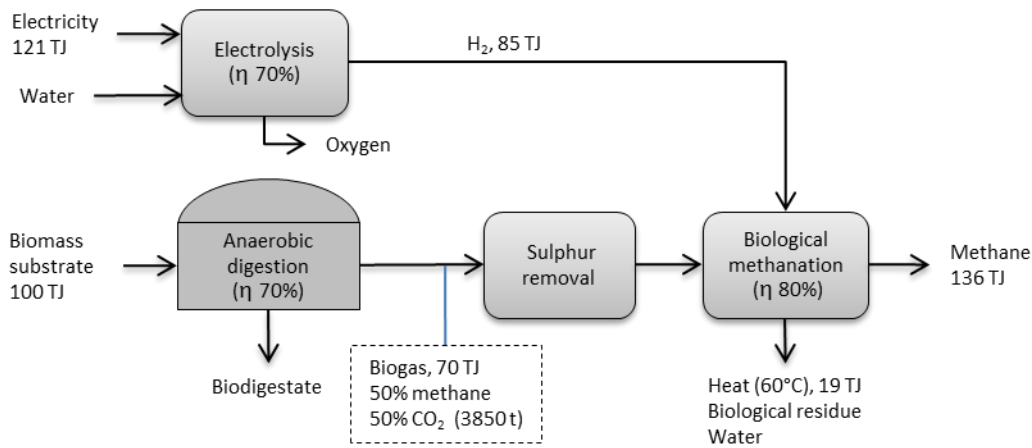 Electricity
121 TJ
Water
Electrolysis
(η 70%)
H₂, 85 TJ
Oxygen
Biomass
substrate
100 TJ
Anaerobic
digestion
(η 70%)
Biodigestate
Biogas, 70 TJ
50% methane
50% CO₂ (3850 t)
Sulphur
removal
Biological
methanation
(η 80%)
Methane
136 TJ
Heat (60°C), 19 TJ
Biological residue
Water